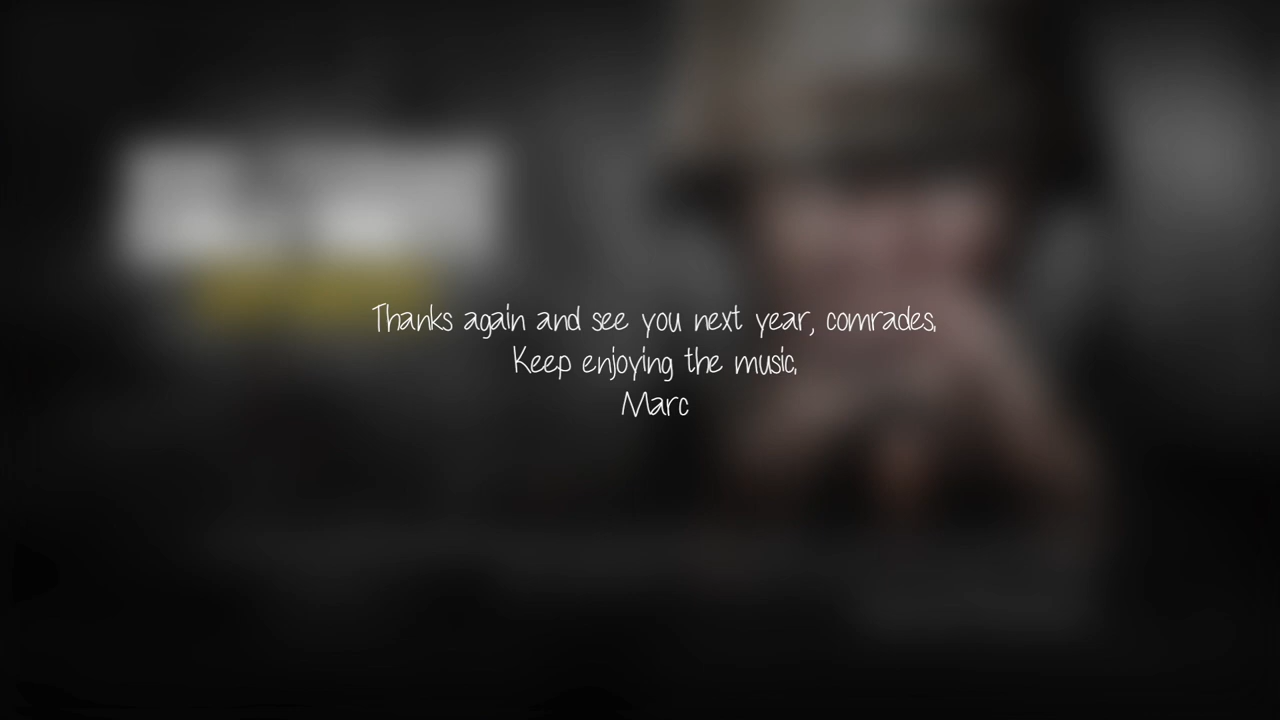 Thanks again and see you next year, comrades.
Keep enjoying the music.
Marc